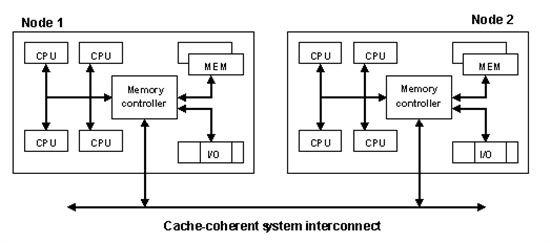 Node 1
CPU
CPU
MEM
Memory
controller
CPU
CPU
I/O
Node 2
CPU
CPU
MEM
Memory
controller
CPU
CPU
I/O
Cache-coherent system interconnect